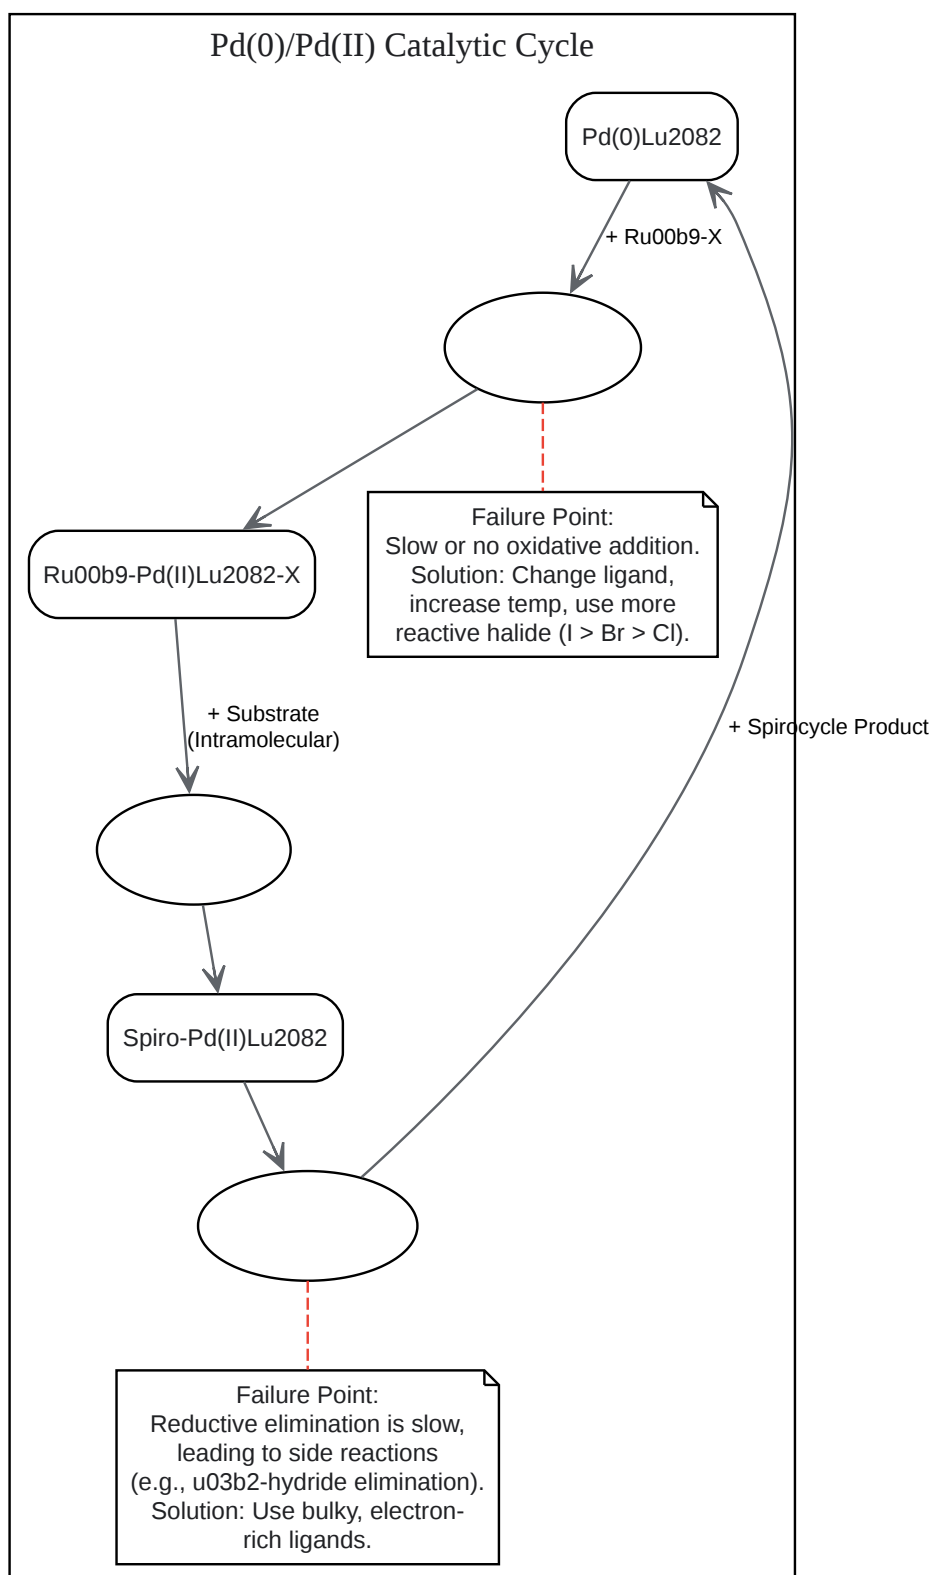 Pd(0)/Pd(II) Catalytic Cycle
Pd(0)Lu2082
+ Ru00b9-X
Failure Point:
Slow or no oxidative addition.
Solution: Change ligand,
increase temp, use more
reactive halide (I > Br > Cl).
Ru00b9-Pd(II)Lu2082-X
+ Substrate
(Intramolecular)
+ Spirocycle Product
Spiro-Pd(II)Lu2082
Failure Point:
Reductive elimination is slow,
leading to side reactions
(e.g., u03b2-hydride elimination).
Solution: Use bulky, electron-
rich ligands.